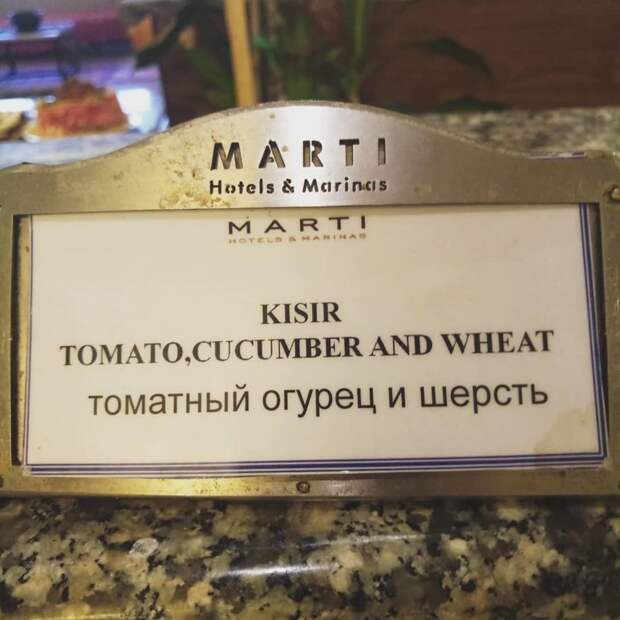 MARTI
Hotels & Marinas
MARTI
HOTELS & MARINAS
KISIR
TOMATO,CUCUMBER AND WHEAT
томатный огурец и шерсть